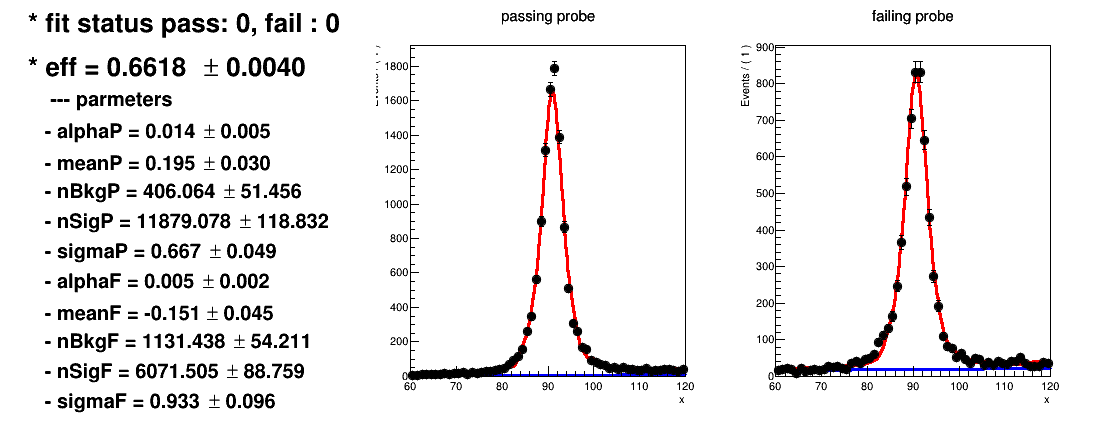 * fit status pass: 0, fail : 0
* eff = 0.6618 ± 0.0040
--- parmeters
- alphaP = 0.014 ± 0.005
- meanP = 0.195 ± 0.030
- nBkgP = 406.064 ± 51.456
- nSigP = 11879.078 ± 118.832
- sigmaP = 0.667 ± 0.049
- alphaF = 0.005 ± 0.002
- meanF = -0.151 ± 0.045
- nBkgF = 1131.438 ± 54.211
- nSigF = 6071.505 ± 88.759
- sigmaF = 0.933 ± 0.096
passing probe
1800
1600
1400
1200
1000
800
600
400
200
0
60 70 80 90 100 110 120
x
failing probe
Events / ( 1 )
900
800
700
600
500
400
300
200
100
0
60 70 80 90 100 110 120
x